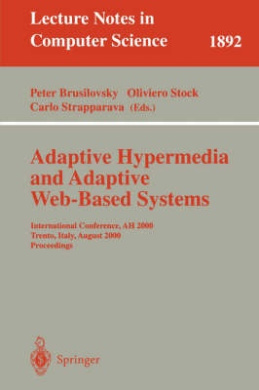 Lecture Notes in
Computer Science 1892
Peter Brusilovsky Oliviero Stock
Carlo Strapparava (Eds.)
Adaptive Hypermedia
and Adaptive
Web-Based Systems
International Conference, AH 2000
Trento, Italy, August 2000
Proceedings
Springer